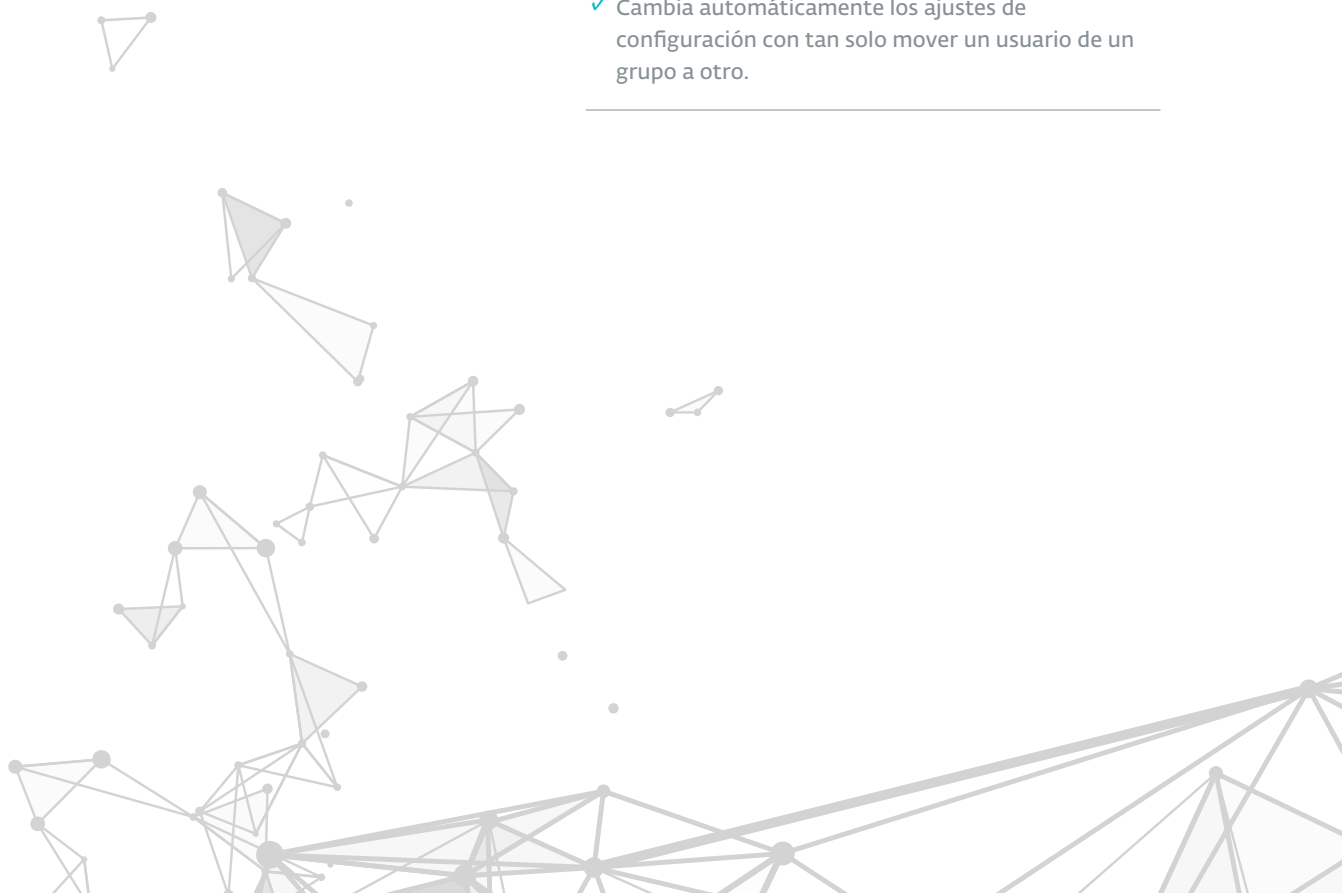 ✓ Cambia automáticamente los ajustes de
configuración con tan solo mover un usuario de un
grupo a otro.